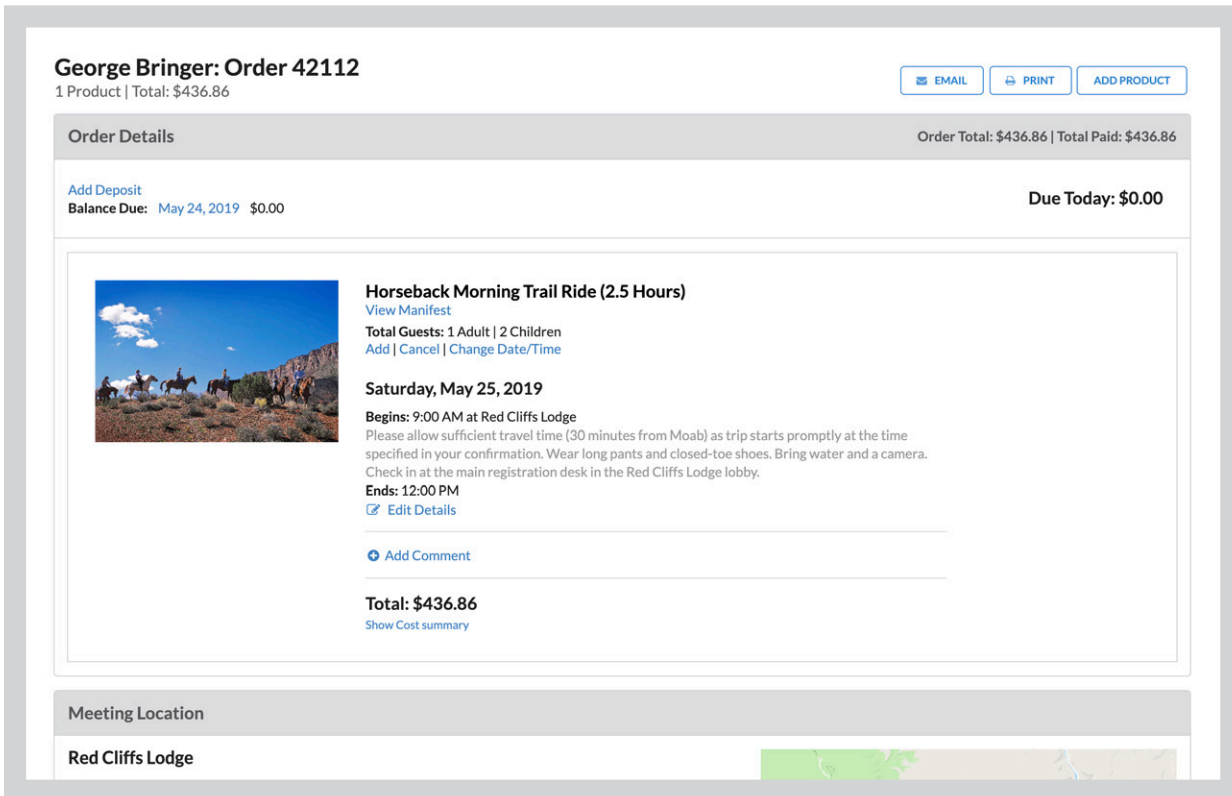 George Bringer: Order 42112
1 Product | Total: $436.86
EMAIL
PRINT
ADD PRODUCT
Order Details
Order Total: $436.86 | Total Paid: $436.86
Add Deposit
Balance Due: May 24, 2019 $0.00
Due Today: $0.00
Horseback Morning Trail Ride (2.5 Hours)
View Manifest
Total Guests: 1 Adult | 2 Children
Add | Cancel | Change Date/Time
Saturday, May 25, 2019
Begins: 9:00 AM at Red Cliffs Lodge
Please allow sufficient travel time (30 minutes from Moab) as trip starts promptly at the time
specified in your confirmation. Wear long pants and closed-toe shoes. Bring water and a camera.
Check in at the main registration desk in the Red Cliffs Lodge lobby.
Ends: 12:00 PM
Edit Details
Add Comment
Total: $436.86
Show Cost summary
Meeting Location
Red Cliffs Lodge